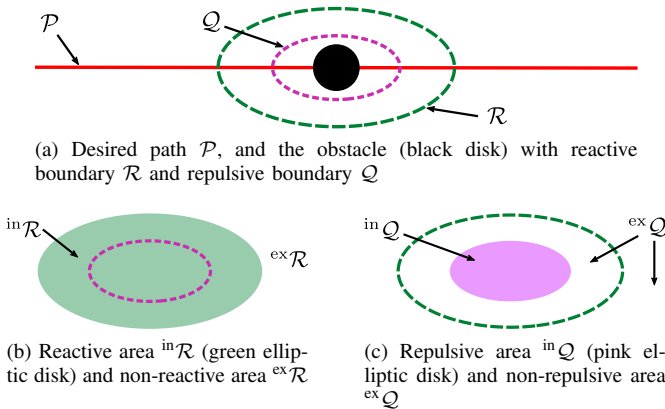 𝒫
𝒬
ℛ
(a) Desired path 𝒫, and the obstacle (black disk) with reactive
boundary ℛ and repulsive boundary 𝒬
ⁱⁿℛ
ᵉˣℛ
(b) Reactive area ⁱⁿℛ (green ellip-
tic disk) and non-reactive area ᵉˣℛ
ⁱⁿ𝒬
ᵉˣ𝒬
(c) Repulsive area ⁱⁿ𝒬 (pink el-
liptic disk) and non-repulsive area
ᵉˣ𝒬